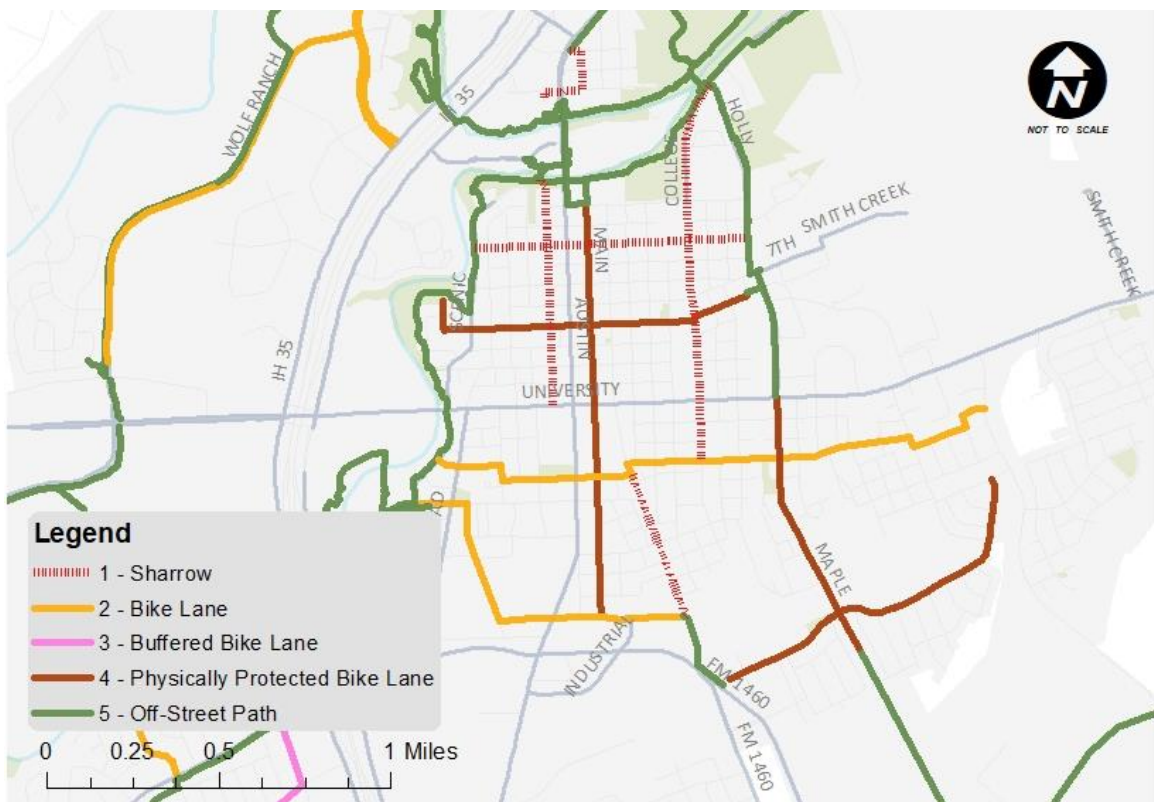 WOLF RANCH
IH 35
N
NOT TO SCALE
HOLLY
COLLEGE
7TH
SMITH CREEK
SMITH CREEK
MAIN
SCENIC
AUSTIN
IH 35
UNIVERSITY
AD
MAPLE
INDUSTRIAL
FM 1460
FM 1460
Legend
1 - Sharrow
2 - Bike Lane
3 - Buffered Bike Lane
4 - Physically Protected Bike Lane
5 - Off-Street Path
0 0.25 0.5 1 Miles